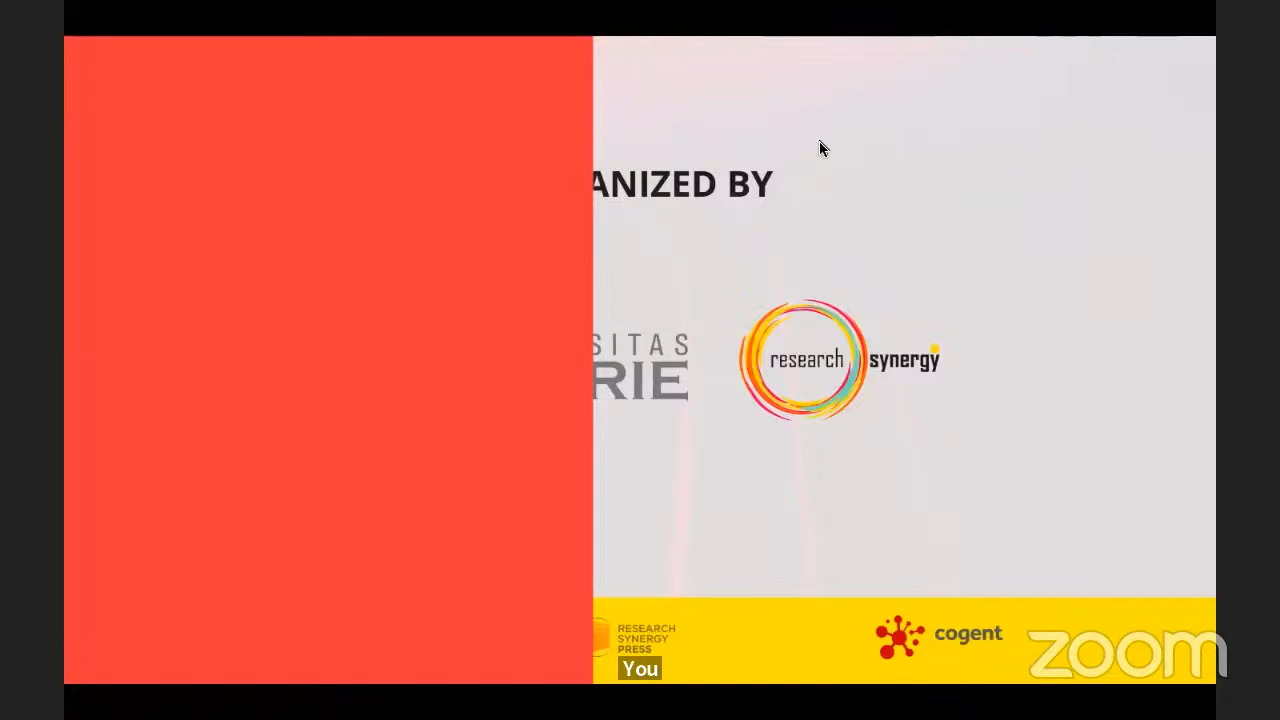 ANIZED BY
SITAS
RIE
research synergy
RESEARCH
SYNERGY
PRESS
cogent
You
zoom